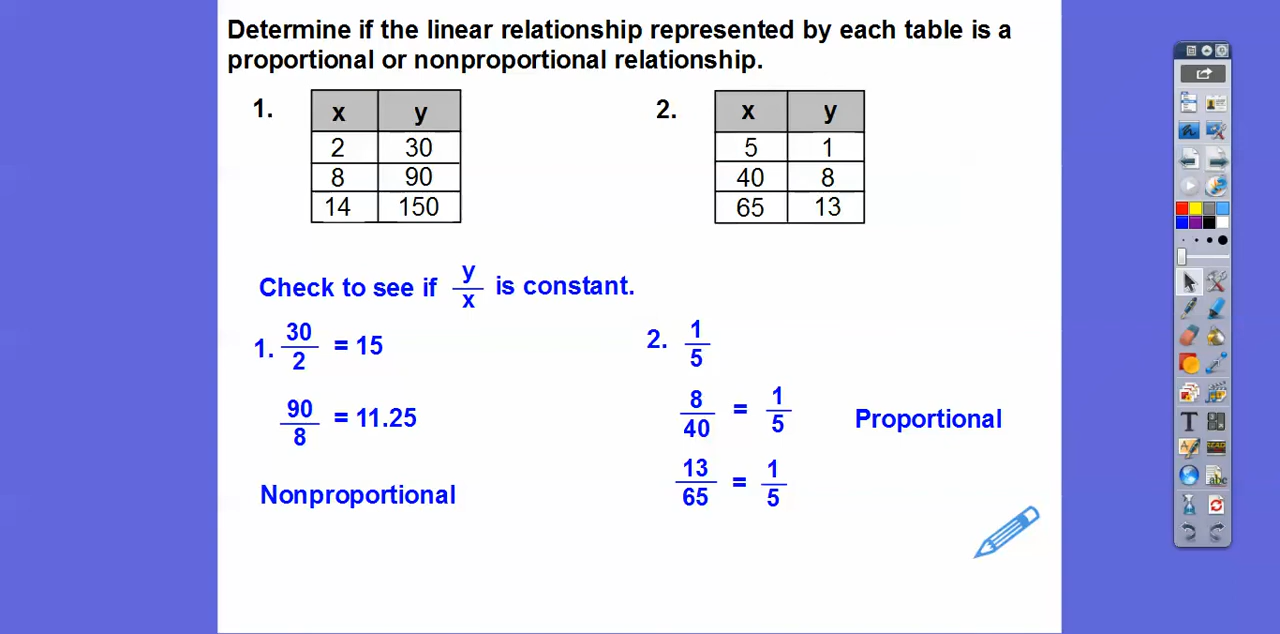 Determine if the linear relationship represented by each table is a
proportional or nonproportional relationship.
1.
x y
2 30
8 90
14 150
2.
x y
5 1
40 8
65 13
Check to see if y/x is constant.
1. 30/2 = 15
90/8 = 11.25
Nonproportional
2. 1/5
8/40 = 1/5
13/65 = 1/5
Proportional
T
abc